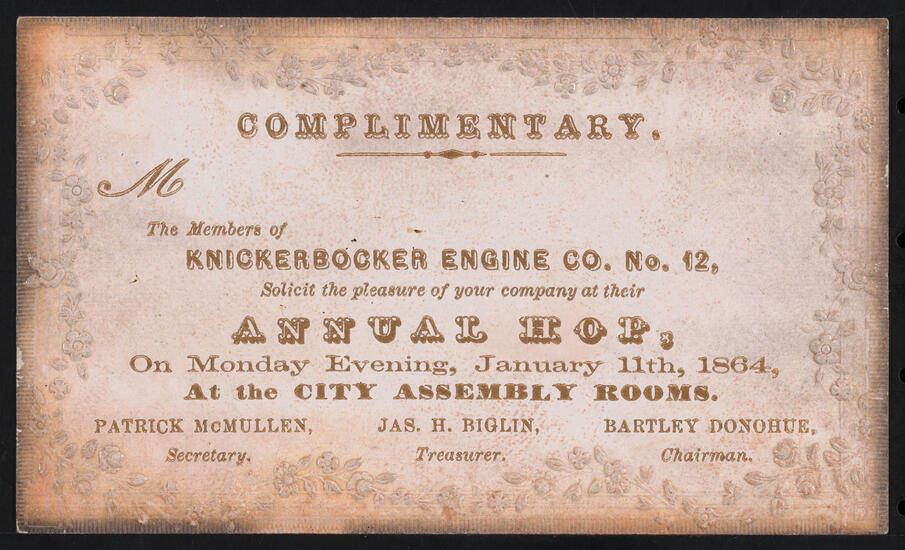 COMPLIMENTARY.
M
The Members of
KNICKERBOCKER ENGINE CO. No. 12,
Solicit the pleasure of your company at their
ANNUAL HOP,
On Monday Evening, January 11th, 1864,
At the CITY ASSEMBLY ROOMS.
PATRICK McMULLEN, JAS. H. BIGLIN, BARTLEY DONOHUE,
Secretary. Treasurer. Chairman.